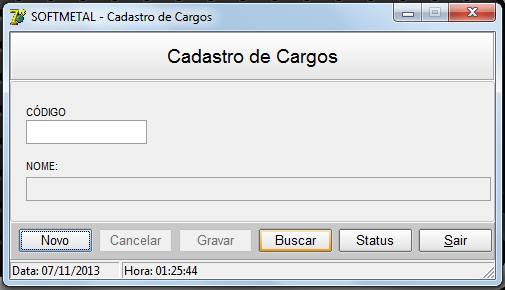 SOFTMETAL - Cadastro de Cargos
Cadastro de Cargos
CÓDIGO
NOME:
Novo Cancelar Gravar Buscar Status Sair
Data: 07/11/2013 Hora: 01:25:44